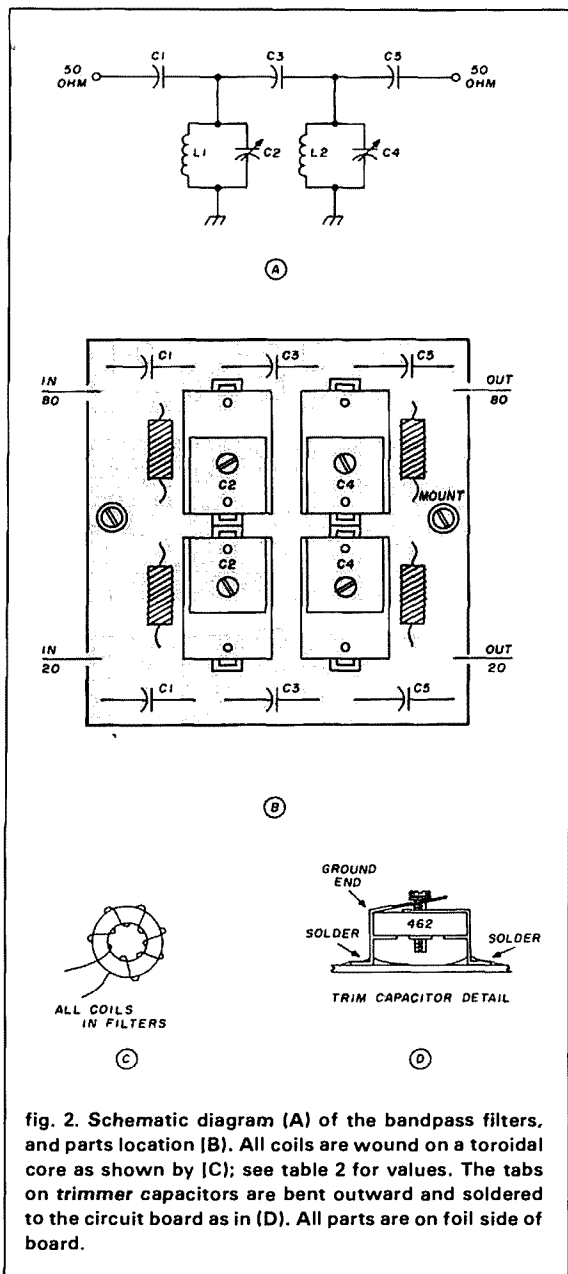 C1 C3 C5
50 OHM 50 OHM
L1 C2 L2 C4
A
C1 C3 C5
IN 80 OUT 80
C2 C4
MOUNT
C2 C4
IN 20 OUT 20
C1 C3 C5
B
GROUND END
462
SOLDER SOLDER
TRIM CAPACITOR DETAIL
ALL COILS
IN FILTERS
C D
fig. 2. Schematic diagram (A) of the bandpass filters,
and parts location (B). All coils are wound on a toroidal
core as shown by (C); see table 2 for values. The tabs
on trimmer capacitors are bent outward and soldered
to the circuit board as in (D). All parts are on foil side of
board.